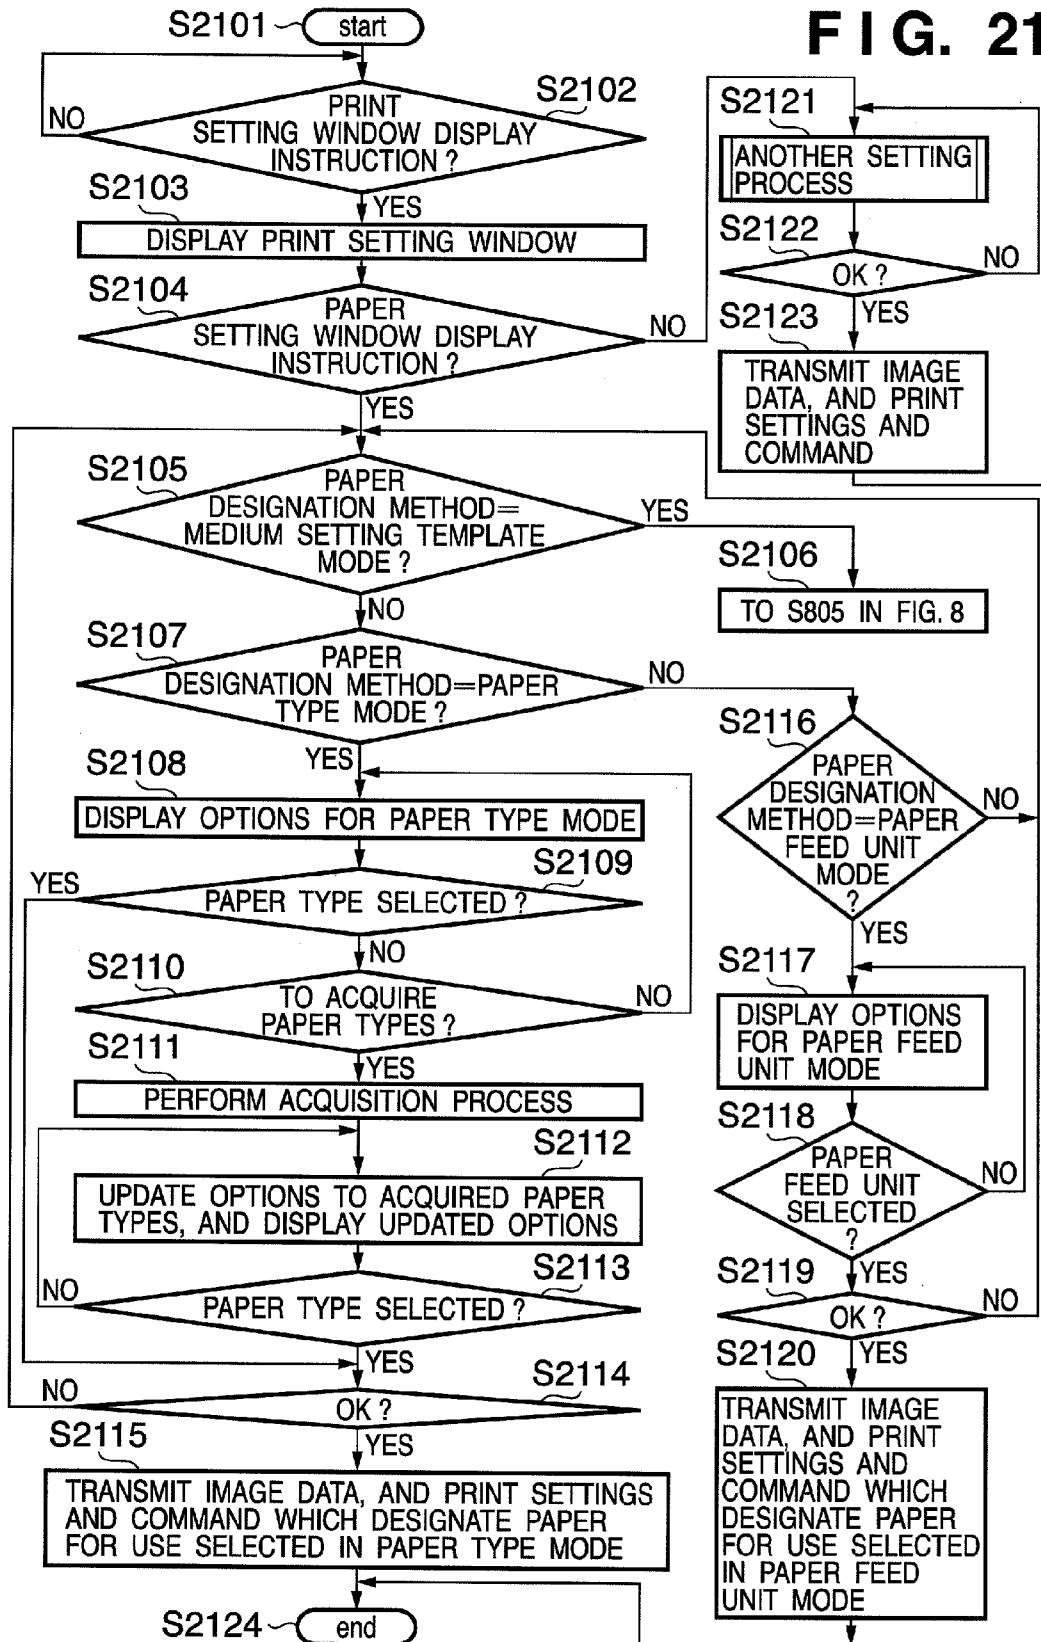 FIG. 21
S2101
start
S2102
PRINT
SETTING WINDOW DISPLAY
INSTRUCTION ?
NO
YES
S2103
DISPLAY PRINT SETTING WINDOW
S2104
PAPER
SETTING WINDOW DISPLAY
INSTRUCTION ?
NO
YES
S2105
PAPER
DESIGNATION METHOD=
MEDIUM SETTING TEMPLATE
MODE ?
YES
NO
S2106
TO S805 IN FIG. 8
S2107
PAPER
DESIGNATION METHOD=PAPER
TYPE MODE ?
NO
YES
S2108
DISPLAY OPTIONS FOR PAPER TYPE MODE
S2109
YES
PAPER TYPE SELECTED ?
NO
S2110
TO ACQUIRE
PAPER TYPES ?
NO
YES
S2111
PERFORM ACQUISITION PROCESS
S2112
UPDATE OPTIONS TO ACQUIRED PAPER
TYPES, AND DISPLAY UPDATED OPTIONS
S2113
NO
PAPER TYPE SELECTED ?
YES
S2114
NO
OK ?
YES
S2115
TRANSMIT IMAGE DATA, AND PRINT SETTINGS
AND COMMAND WHICH DESIGNATE PAPER
FOR USE SELECTED IN PAPER TYPE MODE
S2124
end
S2121
ANOTHER SETTING
PROCESS
S2122
OK ?
NO
YES
S2123
TRANSMIT IMAGE
DATA, AND PRINT
SETTINGS AND
COMMAND
S2116
PAPER
DESIGNATION
METHOD=PAPER
FEED UNIT
MODE
?
NO
YES
S2117
DISPLAY OPTIONS
FOR PAPER FEED
UNIT MODE
S2118
PAPER
FEED UNIT
SELECTED
?
NO
YES
S2119
OK ?
NO
YES
S2120
TRANSMIT IMAGE
DATA, AND PRINT
SETTINGS AND
COMMAND WHICH
DESIGNATE PAPER
FOR USE SELECTED
IN PAPER FEED
UNIT MODE